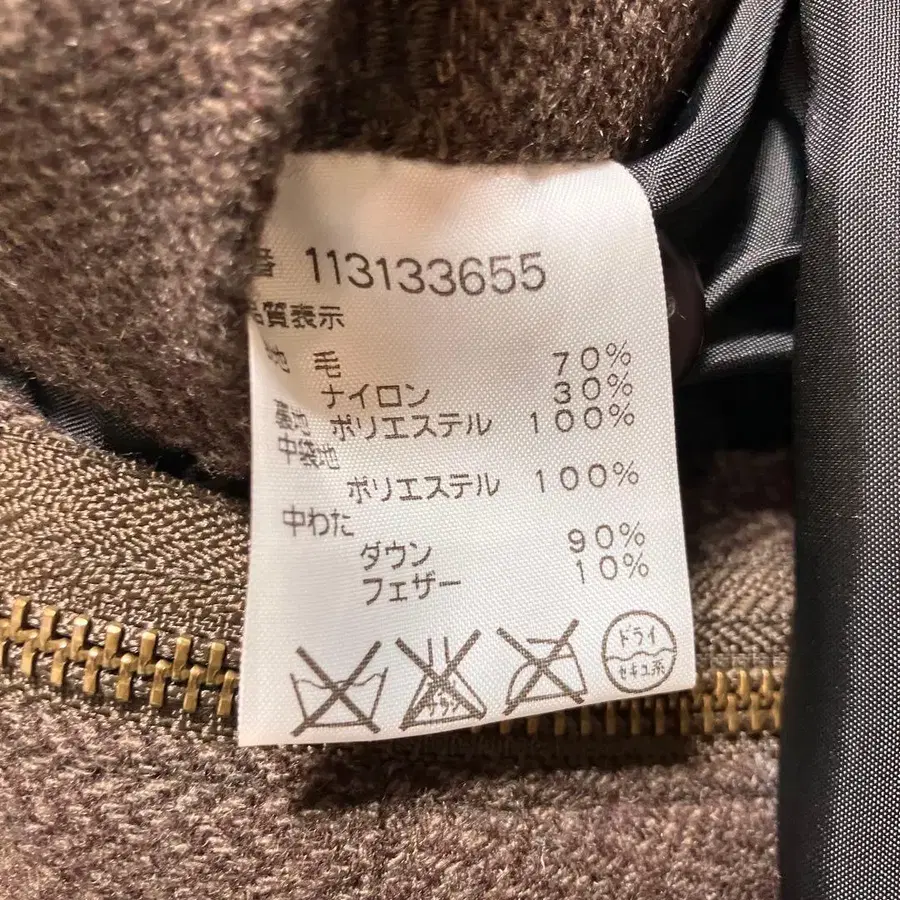 番 113133655
品質表示
地 毛 70%
ナイロン 30%
裏地 ポリエステル 100%
中袋地
ポリエステル 100%
中わた
ダウン 90%
フェザー 10%
ドライ
セキユ系